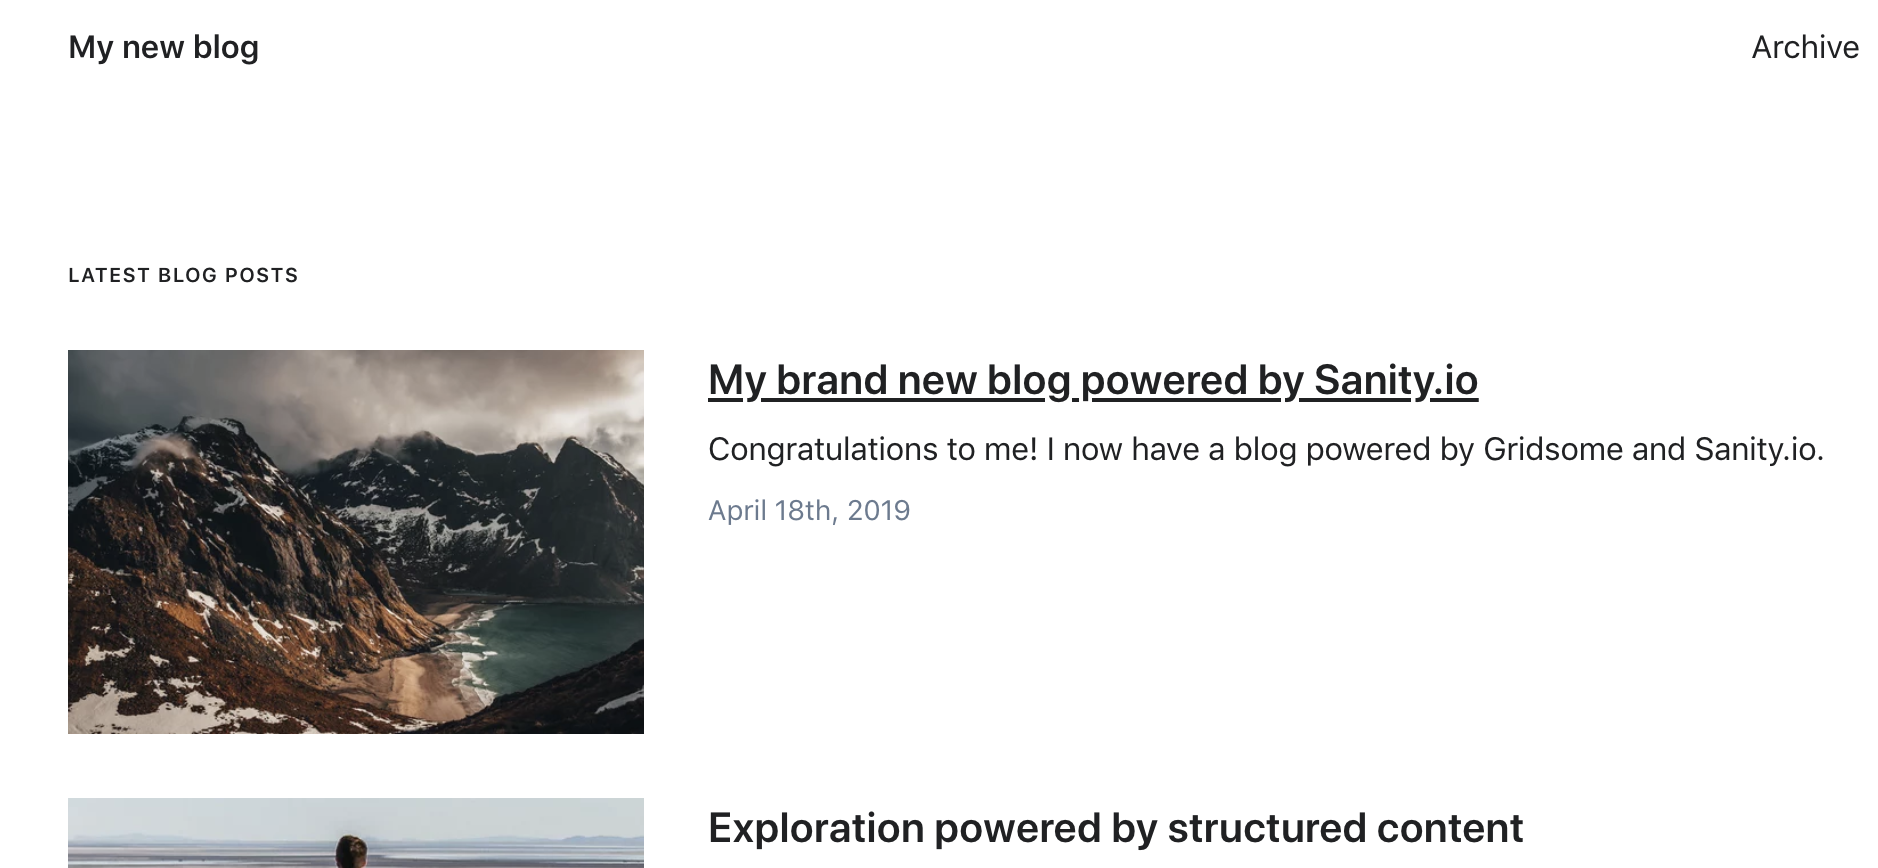 My new blog
Archive
LATEST BLOG POSTS
My brand new blog powered by Sanity.io
Congratulations to me! I now have a blog powered by Gridsome and Sanity.io.
April 18th, 2019
Exploration powered by structured content